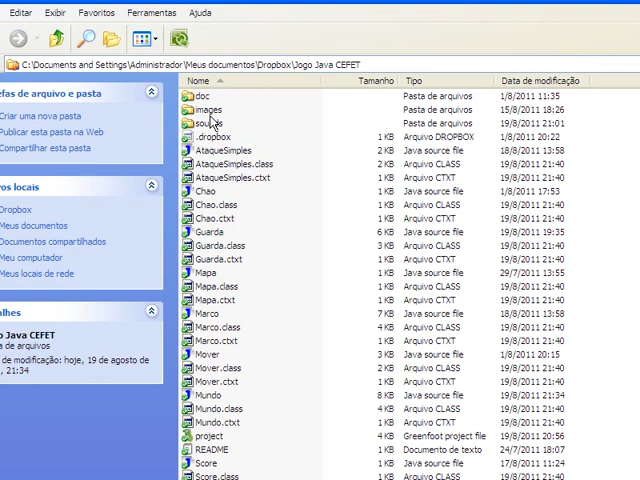 Editar Exibir Favoritos Ferramentas Ajuda
C:\Documents and Settings\Administrador\Meus documentos\Dropbox\Jogo Java CEFET
efas de arquivo e pasta
Criar uma nova pasta
Publicar esta pasta na Web
Compartilhar esta pasta
ros locais
Dropbox
Meus documentos
Documentos compartilhados
Meu computador
Meus locais de rede
alhes
o Java CEFET
a de arquivos
de modificação: hoje, 19 de agosto de
, 21:34
Nome Tamanho Tipo Data de modificação
doc Pasta de arquivos 1/8/2011 11:35
images Pasta de arquivos 15/8/2011 18:26
Pasta de arquivos 19/8/2011 21:01
.dropbox 1 KB Arquivo DROPBOX 1/8/2011 20:22
AtaqueSimples 2 KB Java source file 18/8/2011 13:58
AtaqueSimples.class 2 KB Arquivo CLASS 19/8/2011 21:40
AtaqueSimples.ctxt 1 KB Arquivo CTXT 19/8/2011 21:40
Chao 1 KB Java source file 1/8/2011 17:53
Chao.class 1 KB Arquivo CLASS 19/8/2011 21:40
Chao.ctxt 1 KB Arquivo CTXT 19/8/2011 21:40
Guarda 6 KB Java source file 18/8/2011 19:35
Guarda.class 3 KB Arquivo CLASS 19/8/2011 21:40
Guarda.ctxt 1 KB Arquivo CTXT 19/8/2011 21:40
Mapa 1 KB Java source file 29/7/2011 13:55
Mapa.class 1 KB Arquivo CLASS 19/8/2011 21:40
Mapa.ctxt 1 KB Arquivo CTXT 19/8/2011 21:40
Marco 7 KB Java source file 18/8/2011 13:58
Marco.class 4 KB Arquivo CLASS 19/8/2011 21:40
Marco.ctxt 1 KB Arquivo CTXT 19/8/2011 21:40
Mover 3 KB Java source file 1/8/2011 20:15
Mover.class 2 KB Arquivo CLASS 19/8/2011 21:40
Mover.ctxt 1 KB Arquivo CTXT 19/8/2011 21:40
Mundo 8 KB Java source file 19/8/2011 21:34
Mundo.class 4 KB Arquivo CLASS 19/8/2011 21:40
Mundo.ctxt 1 KB Arquivo CTXT 19/8/2011 21:40
project 4 KB Greenfoot project file 19/8/2011 20:56
README 1 KB Documento de texto 24/7/2011 18:07
Score 1 KB Java source file 17/8/2011 11:24
Score.class 1 KB Arquivo CLASS 19/8/2011 21:40